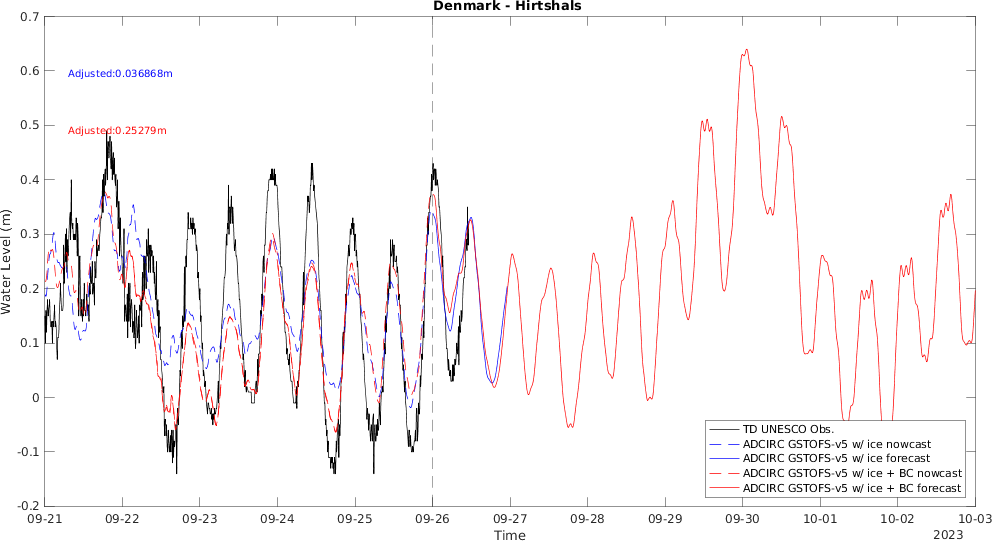 Denmark - Hirtshals
0.7
0.6
0.5
0.4
0.3
0.2
0.1
0
-0.1
-0.2
Water Level (m)
Adjusted:0.036868m
Adjusted:0.25279m
TD UNESCO Obs.
ADCIRC GSTOFS-v5 w/ ice nowcast
ADCIRC GSTOFS-v5 w/ ice forecast
ADCIRC GSTOFS-v5 w/ ice + BC nowcast
ADCIRC GSTOFS-v5 w/ ice + BC forecast
09-21 09-22 09-23 09-24 09-25 09-26 09-27 09-28 09-29 09-30 10-01 10-02 10-03
Time
2023